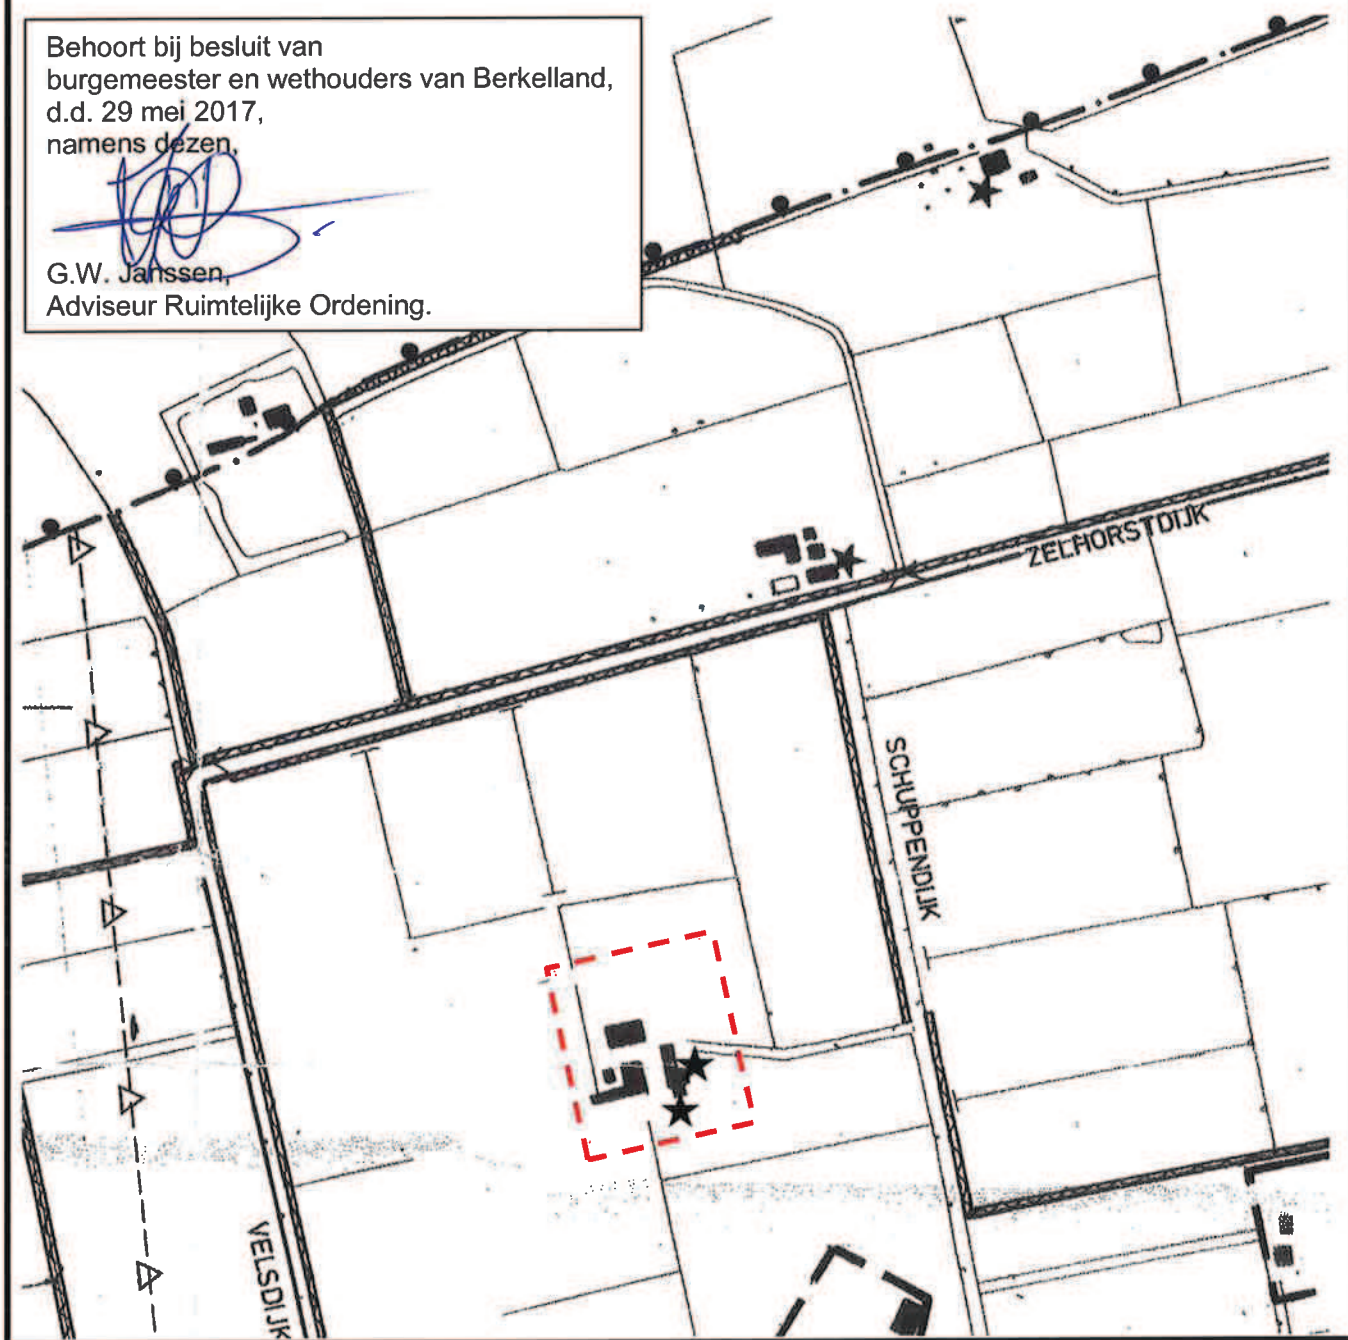 Behoort bij besluit van
burgemeester en wethouders van Berkelland,
d.d. 29 mei 2017,
namens dezen,
G.W. Janssen,
Adviseur Ruimtelijke Ordening.
ZELHORSTDIJK
SCHUPPENDIJK
VELSDIJK